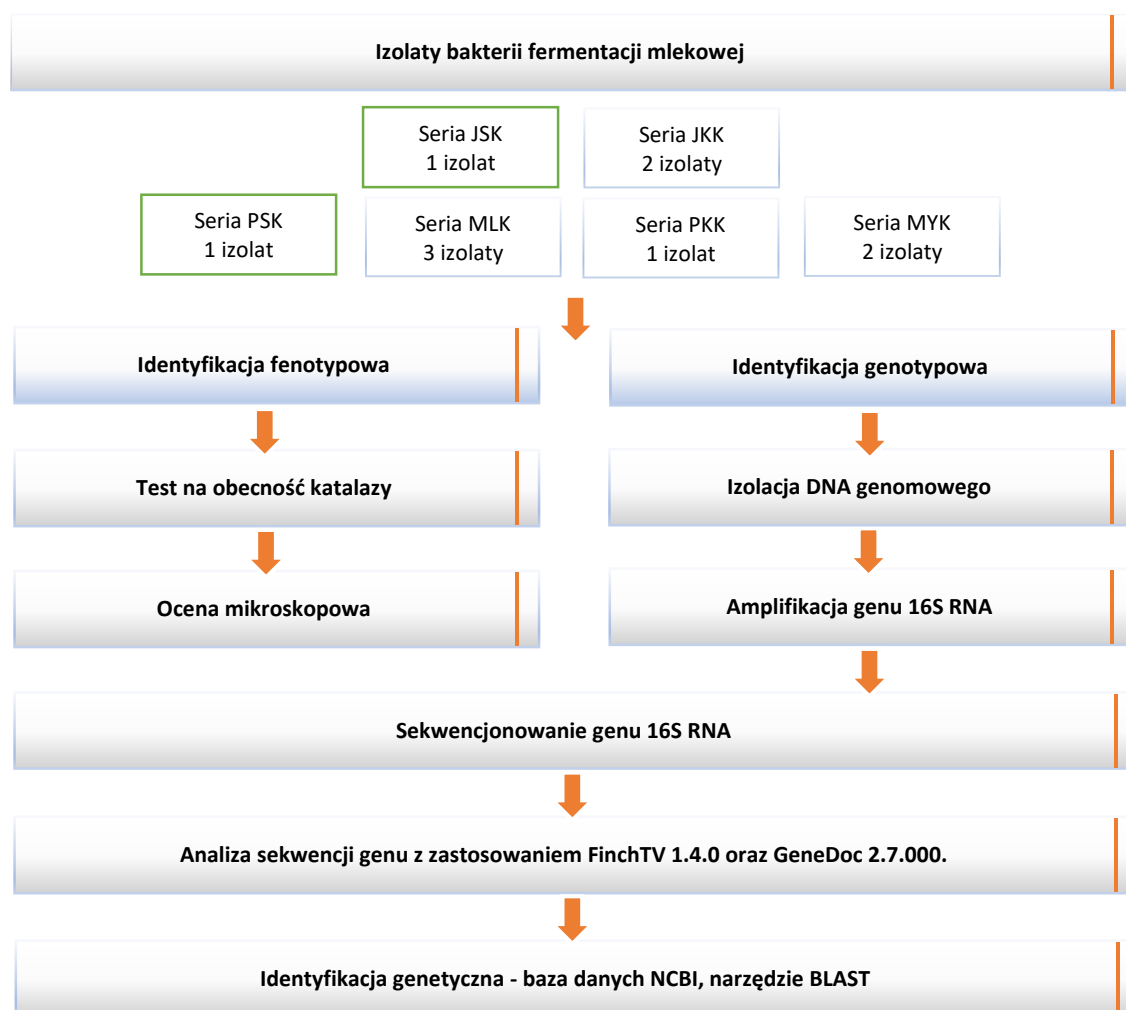 Izolaty bakterii fermentacji mlekowej
Seria JSK
1 izolat
Seria JKK
2 izolaty
Seria PSK
1 izolat
Seria MLK
3 izolaty
Seria PKK
1 izolat
Seria MYK
2 izolaty
Identyfikacja fenotypowa
Identyfikacja genotypowa
Test na obecność katalazy
Izolacja DNA genomowego
Ocena mikroskopowa
Amplifikacja genu 16S RNA
Sekwencjonowanie genu 16S RNA
Analiza sekwencji genu z zastosowaniem FinchTV 1.4.0 oraz GeneDoc 2.7.000.
Identyfikacja genetyczna - baza danych NCBI, narzędzie BLAST